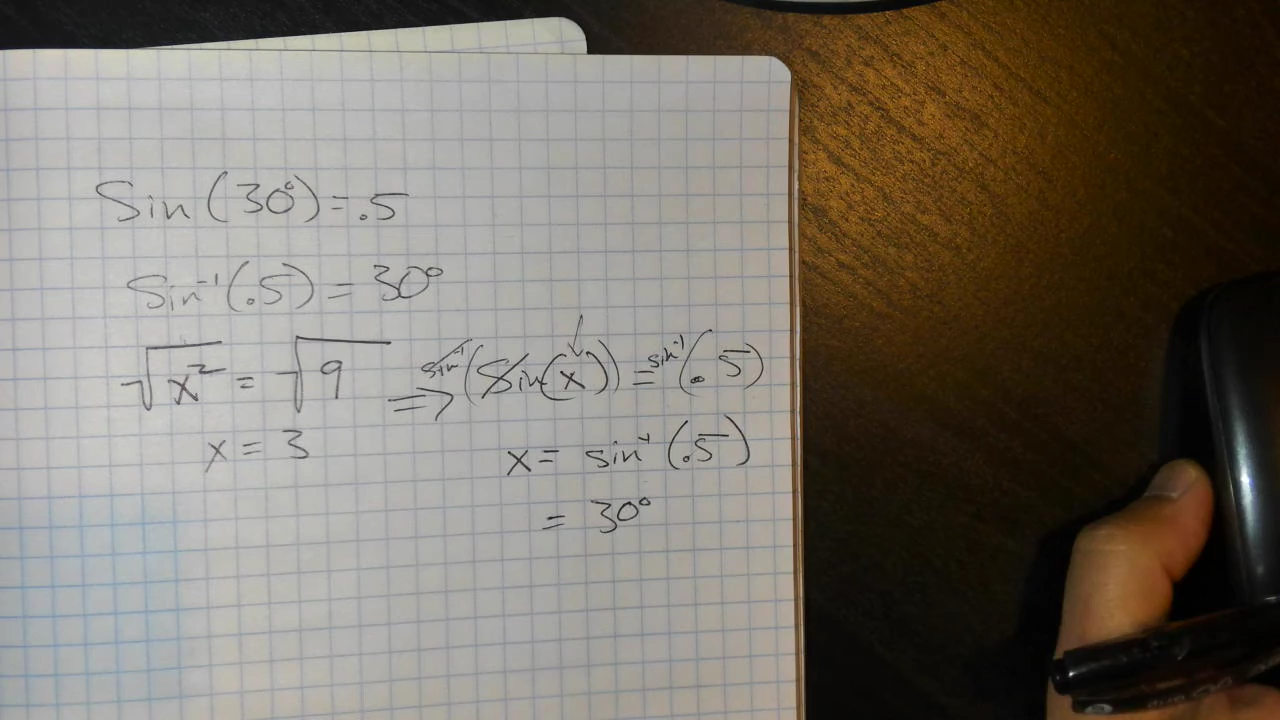 Sin(30°)=.5
Sin⁻¹(.5) = 30°
√x² = √9 ⇒ sin⁻¹(Sin(x)) = sin⁻¹(.5)
x = 3
x = sin⁻¹(.5)
= 30°